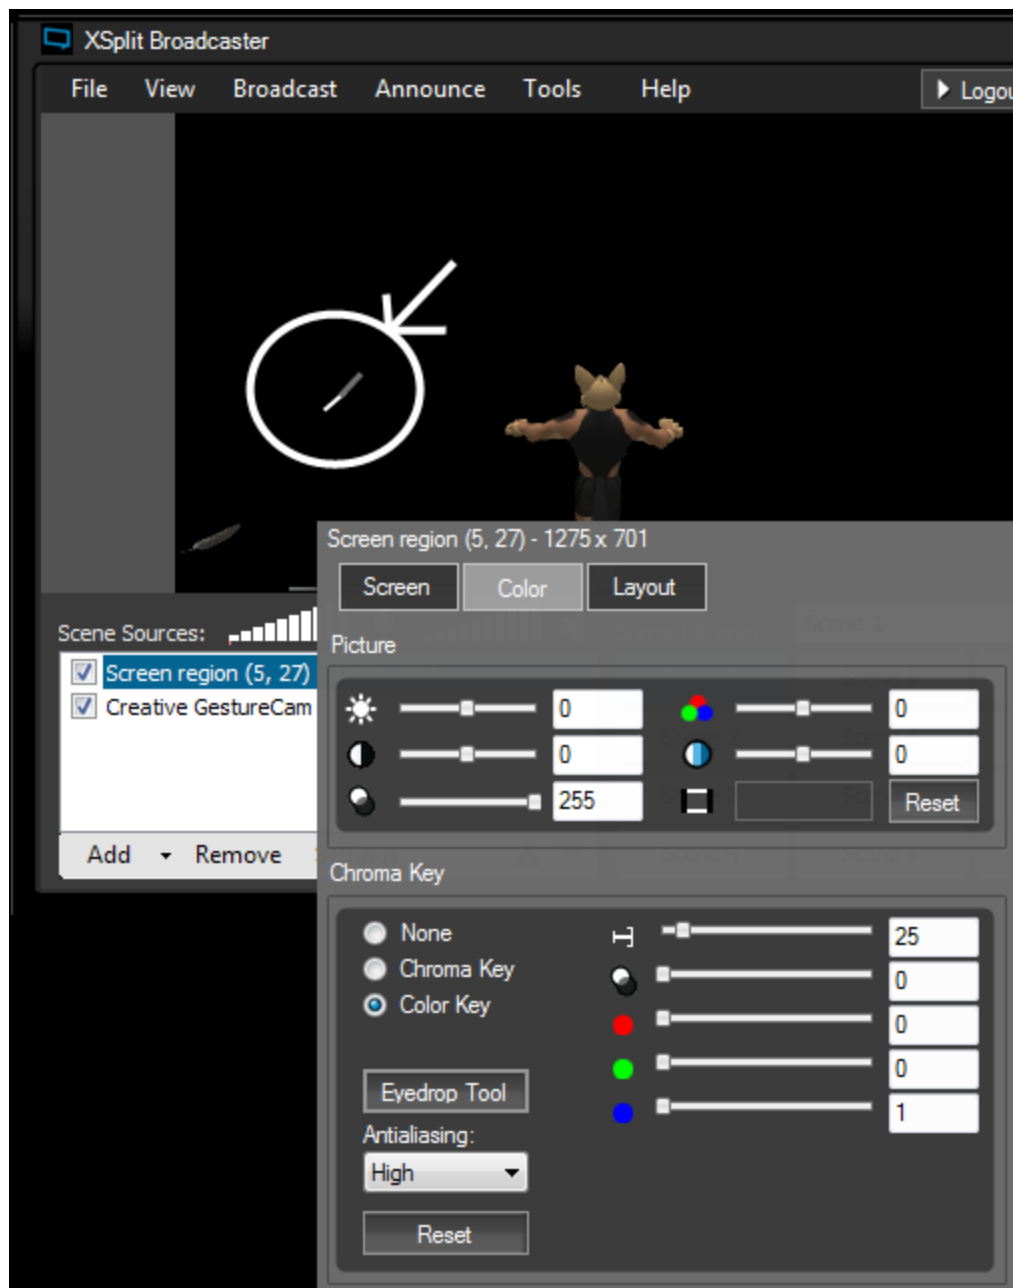 XSplit Broadcaster
File View Broadcast Announce Tools Help Logou
Screen region (5, 27) - 1275 x 701
Screen Color Layout
Scene Sources:
Picture
Screen region (5, 27)
Creative GestureCam
0 0
0 0
255 Reset
Add Remove
Chroma Key
None 25
Chroma Key 0
Color Key 0
0
Eyedrop Tool 1
Antialiasing:
High
Reset